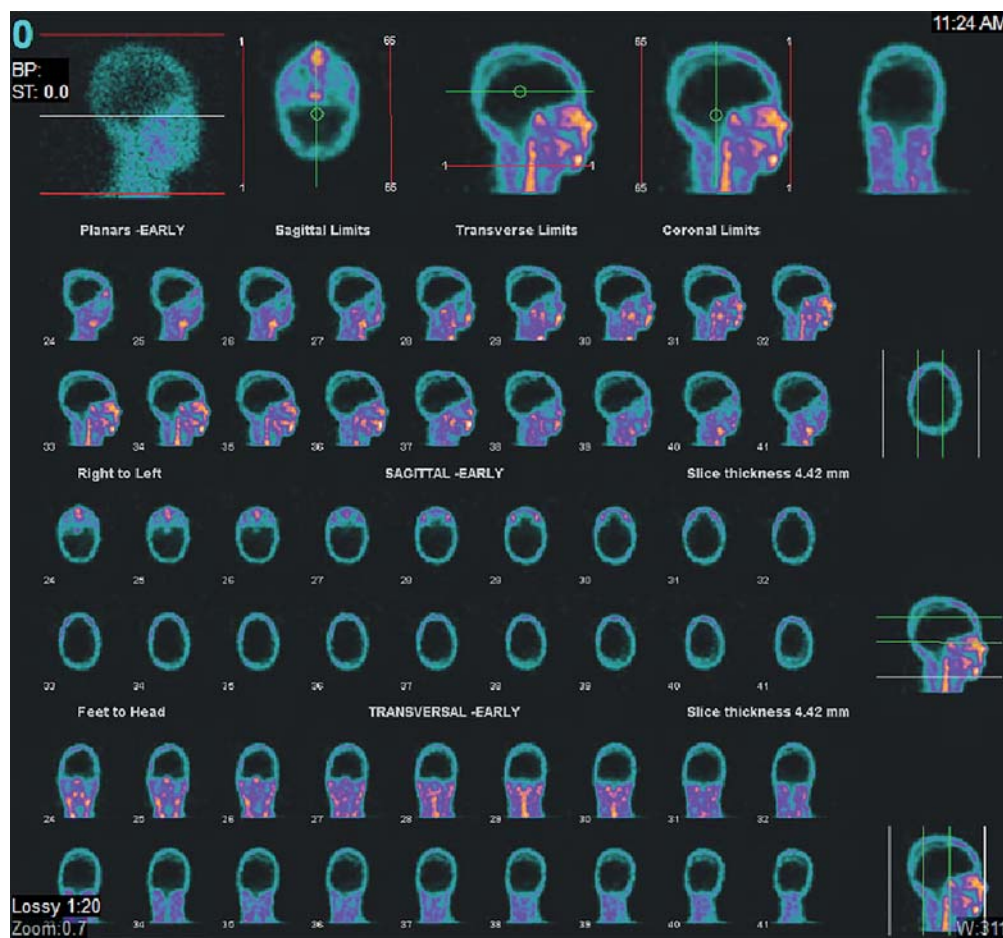 0
11:24 AM
BP:
ST: 0.0
1 65 65 1
1 1
1 65 65 1
Planars -EARLY Sagittal Limits Transverse Limits Coronal Limits
24 25 26 27 28 29 30 31 32
33 34 35 36 37 38 39 40 41
Right to Left SAGITTAL -EARLY Slice thickness 4.42 mm
24 25 26 27 28 29 30 31 32
33 34 35 36 37 38 39 40 41
Feet to Head TRANSVERSAL -EARLY Slice thickness 4.42 mm
24 25 26 27 28 29 30 31 32
34 35 36 37 38 39 40 41
Lossy 1:20
Zoom:0.7
W:311